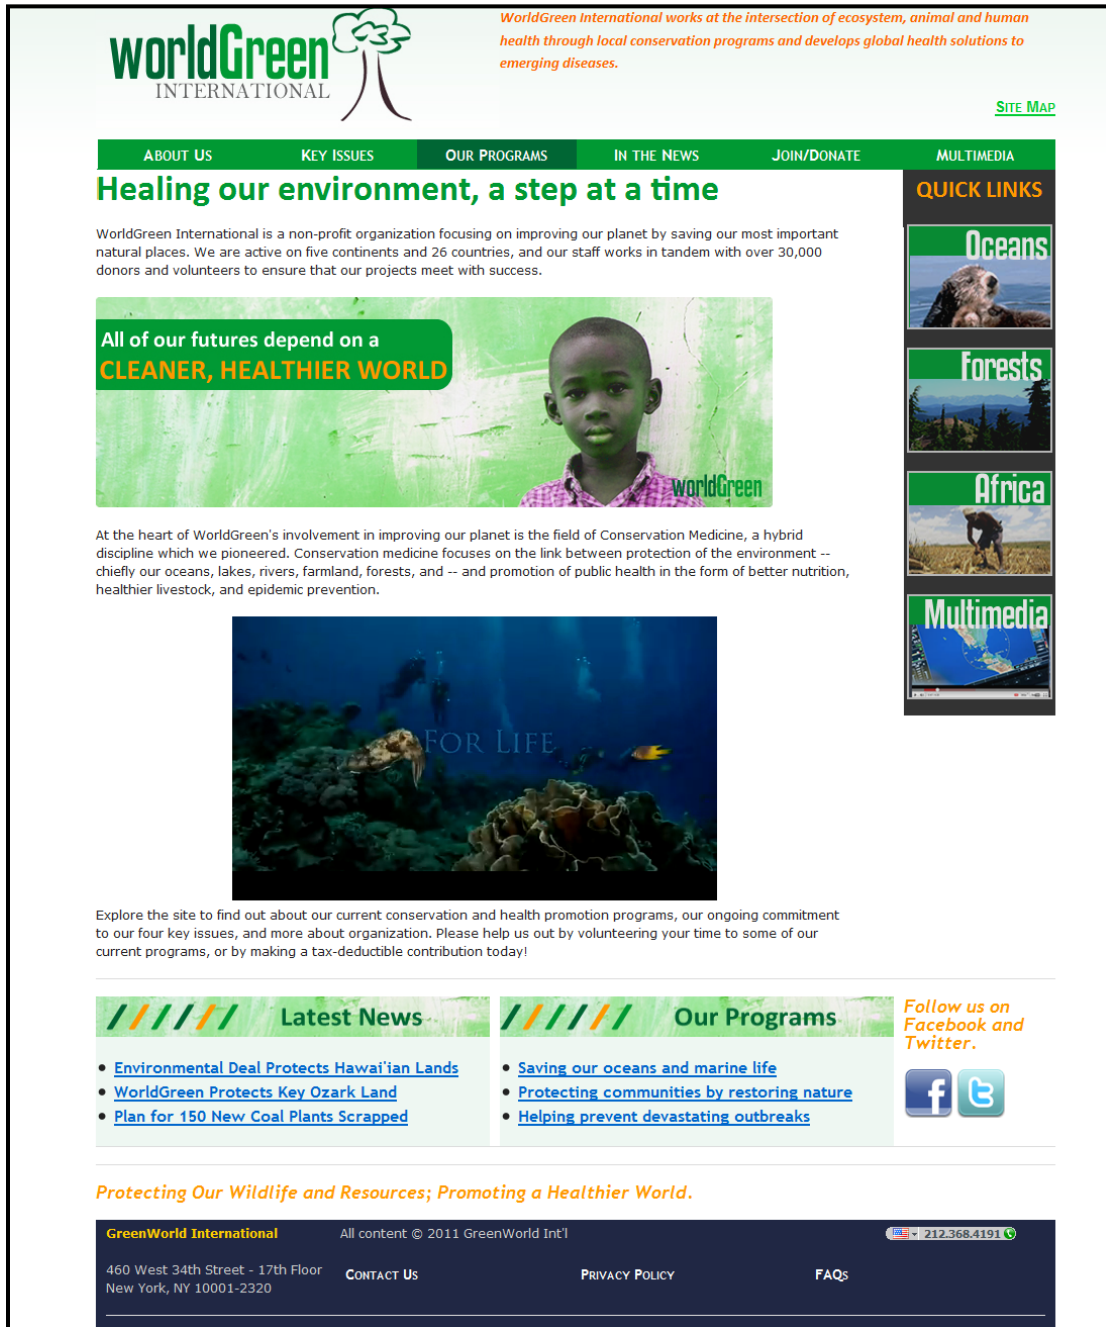 worldGreen
INTERNATIONAL
WorldGreen International works at the intersection of ecosystem, animal and human
health through local conservation programs and develops global health solutions to
emerging diseases.
SITE MAP
ABOUT US KEY ISSUES OUR PROGRAMS IN THE NEWS JOIN/DONATE MULTIMEDIA
Healing our environment, a step at a time
WorldGreen International is a non-profit organization focusing on improving our planet by saving our most important
natural places. We are active on five continents and 26 countries, and our staff works in tandem with over 30,000
donors and volunteers to ensure that our projects meet with success.
All of our futures depend on a
CLEANER, HEALTHIER WORLD
worldGreen
At the heart of WorldGreen's involvement in improving our planet is the field of Conservation Medicine, a hybrid
discipline which we pioneered. Conservation medicine focuses on the link between protection of the environment --
chiefly our oceans, lakes, rivers, farmland, forests, and -- and promotion of public health in the form of better nutrition,
healthier livestock, and epidemic prevention.
FOR LIFE
Explore the site to find out about our current conservation and health promotion programs, our ongoing commitment
to our four key issues, and more about organization. Please help us out by volunteering your time to some of our
current programs, or by making a tax-deductible contribution today!
QUICK LINKS
Oceans
Forests
Africa
Multimedia
Latest News
Environmental Deal Protects Hawai'ian Lands
WorldGreen Protects Key Ozark Land
Plan for 150 New Coal Plants Scrapped
Our Programs
Saving our oceans and marine life
Protecting communities by restoring nature
Helping prevent devastating outbreaks
Follow us on
Facebook and
Twitter.
Protecting Our Wildlife and Resources; Promoting a Healthier World.
GreenWorld International All content © 2011 GreenWorld Int'l 212.368.4191
460 West 34th Street - 17th Floor
New York, NY 10001-2320
CONTACT US PRIVACY POLICY FAQS